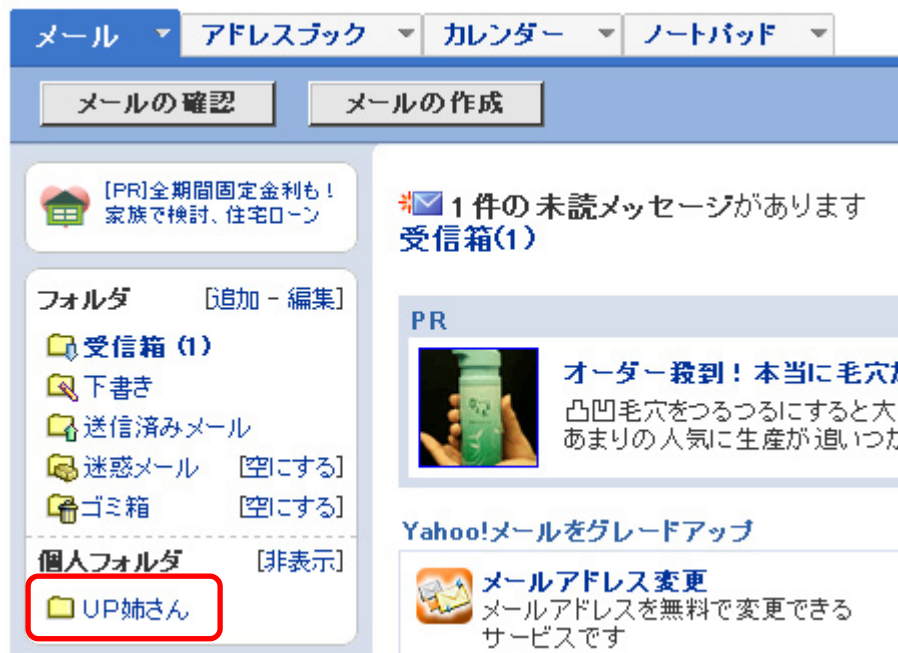 メール アドレスブック カレンダー ノートパッド
メールの確認 メールの作成
[PR]全期間固定金利も!
家族で検討、住宅ローン
フォルダ [追加 - 編集]
受信箱 (1)
下書き
送信済みメール
迷惑メール [空にする]
ゴミ箱 [空にする]
個人フォルダ [非表示]
UP姉さん
1 件の 未読メッセージがあります
受信箱(1)
PR
オーダー殺到!本当に毛穴
凸凹毛穴をつるつるにすると大
あまりの人気に生産が追いつか
Yahoo!メールをグレードアップ
メールアドレス変更
メールアドレスを無料で変更できる
サービスです